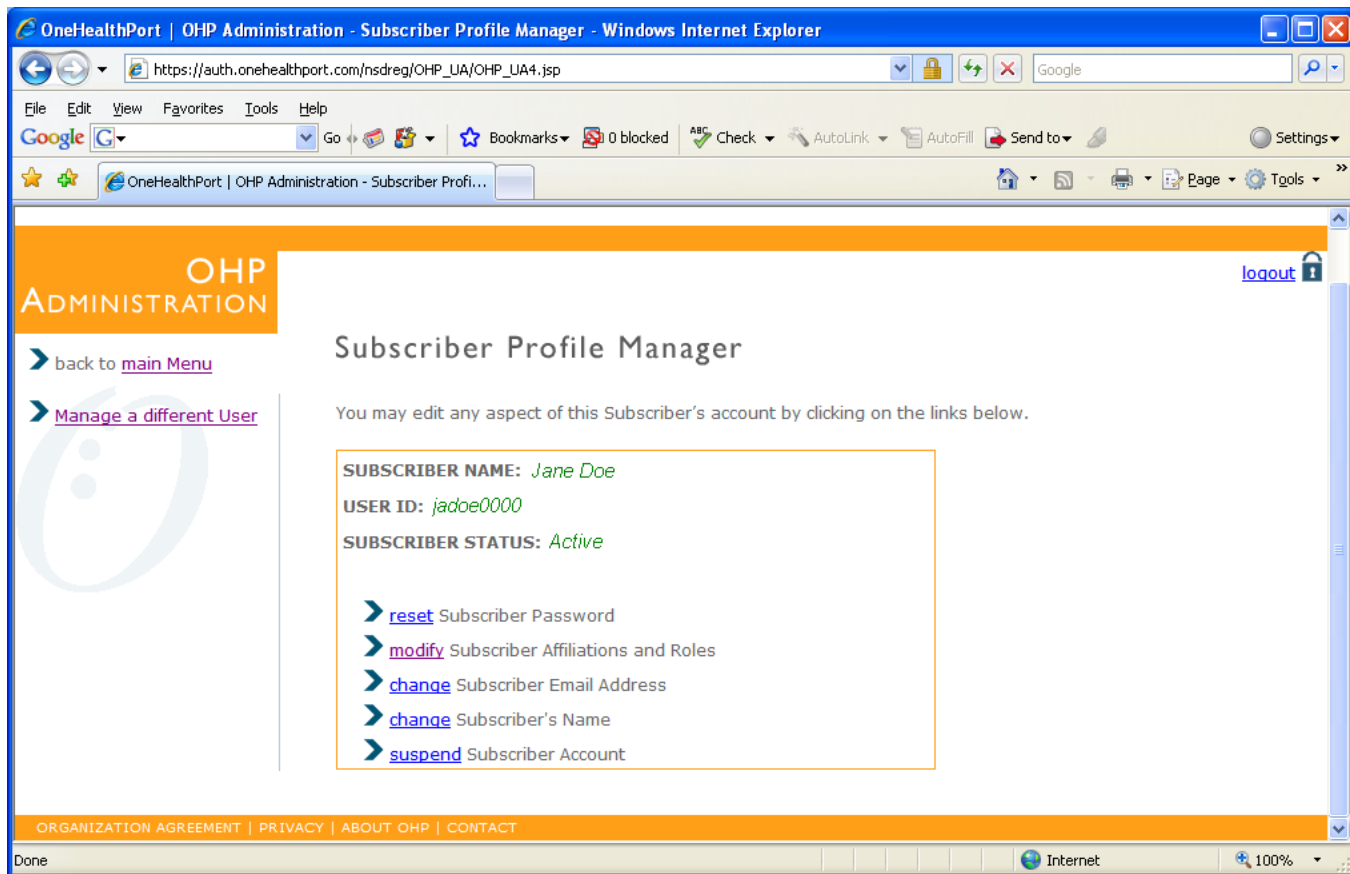 OneHealthPort | OHP Administration - Subscriber Profile Manager - Windows Internet Explorer
https://auth.onehealthport.com/nsdreg/OHP_UA/OHP_UA4.jsp
Google
File Edit View Favorites Tools Help
Google G Go Bookmarks 0 blocked ABC Check AutoLink AutoFill Send to Settings
OneHealthPort | OHP Administration - Subscriber Profi... Page Tools »
OHP
ADMINISTRATION
logout
back to main Menu
Manage a different User
Subscriber Profile Manager
You may edit any aspect of this Subscriber's account by clicking on the links below.
SUBSCRIBER NAME: Jane Doe
USER ID: jadoe0000
SUBSCRIBER STATUS: Active
reset Subscriber Password
modify Subscriber Affiliations and Roles
change Subscriber Email Address
change Subscriber's Name
suspend Subscriber Account
ORGANIZATION AGREEMENT | PRIVACY | ABOUT OHP | CONTACT
Done Internet 100%